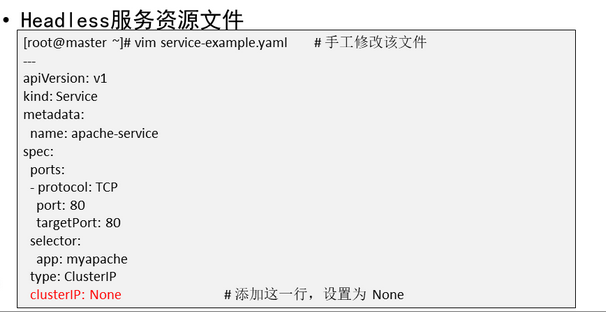 • Headless服务资源文件
[root@master ~]# vim service-example.yaml # 手工修改该文件
---
apiVersion: v1
kind: Service
metadata:
  name: apache-service
spec:
  ports:
  - protocol: TCP
    port: 80
    targetPort: 80
  selector:
    app: myapache
  type: ClusterIP
  clusterIP: None # 添加这一行，设置为 None